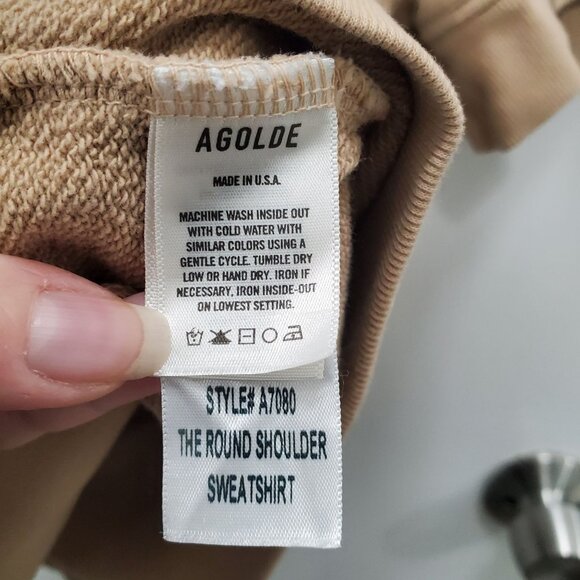 AGOLDE
MADE IN U.S.A.
MACHINE WASH INSIDE OUT
WITH COLD WATER WITH
SIMILAR COLORS USING A
GENTLE CYCLE. TUMBLE DRY
LOW OR HAND DRY. IRON IF
NECESSARY, IRON INSIDE-OUT
ON LOWEST SETTING.
STYLE# A7080
THE ROUND SHOULDER
SWEATSHIRT